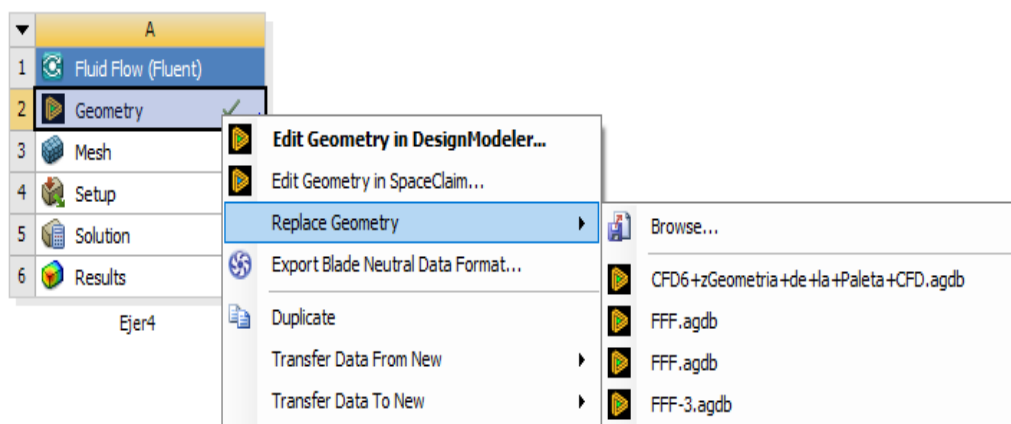 A
1 Fluid Flow (Fluent)
2 Geometry
3 Mesh
4 Setup
5 Solution
6 Results
Ejer4
Edit Geometry in DesignModeler...
Edit Geometry in SpaceClaim...
Replace Geometry
Export Blade Neutral Data Format...
Duplicate
Transfer Data From New
Transfer Data To New
Browse...
CFD6+zGeometria+de+la+Paleta+CFD.agdb
FFF.agdb
FFF.agdb
FFF-3.agdb